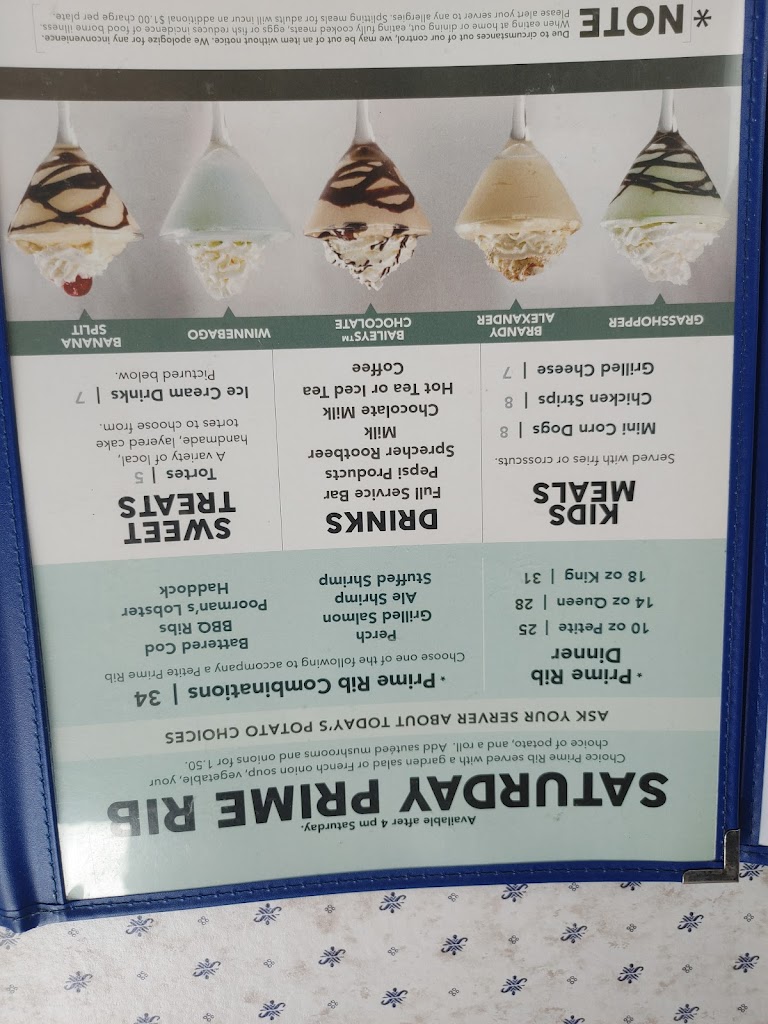 Available after 4 pm Saturday.
SATURDAY PRIME RIB
Choice Prime Rib served with a garden salad or French onion soup, vegetable, your
choice of potato, and a roll. Add sautéed mushrooms and onions for 1.50.
ASK YOUR SERVER ABOUT TODAY'S POTATO CHOICES
* Prime Rib
Dinner
10 oz Petite | 25
14 oz Queen | 28
18 oz King | 31
* Prime Rib Combinations | 34
Choose one of the following to accompany a Petite Prime Rib
Perch
Grilled Salmon
Ale Shrimp
Stuffed Shrimp
Battered Cod
BBQ Ribs
Poorman's Lobster
Haddock
KIDS
MEALS
Served with fries or crosscuts.
Mini Corn Dogs | 8
Chicken Strips | 8
Grilled Cheese | 7
DRINKS
Full Service Bar
Pepsi Products
Sprecher Rootbeer
Milk
Chocolate Milk
Hot Tea or Iced Tea
Coffee
SWEET
TREATS
Tortes | 5
A variety of local,
handmade, layered cake
tortes to choose from.
Ice Cream Drinks | 7
Pictured below.
GRASSHOPPER
BRANDY
ALEXANDER
BAILEYS™
CHOCOLATE
WINNEBAGO
BANANA
SPLIT
* NOTE
Due to circumstances out of our control, we may be out of an item without notice. We apologize for any inconvenience.
When eating at home or dining out, eating fully cooked meats, eggs or fish reduces incidence of food borne illness.
Please alert your server to any allergies. Splitting meals for adults will incur an additional $1.00 charge per plate.